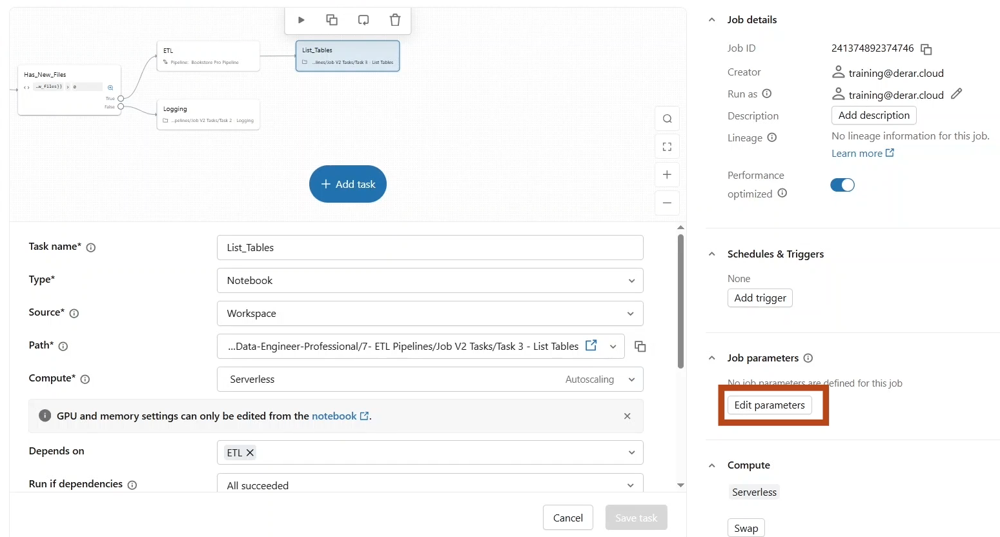 Has_New_Files
...w_files}} > 0
True
False
ETL
Pipeline: Bookstore Pro Pipeline
List_Tables
...lines/Job V2 Tasks/Task 3 - List Tables
Logging
...pelines/Job V2 Tasks/Task 2 - Logging
+ Add task
Task name*
List_Tables
Type*
Notebook
Source*
Workspace
Path*
...Data-Engineer-Professional/7- ETL Pipelines/Job V2 Tasks/Task 3 - List Tables
Compute*
Serverless Autoscaling
GPU and memory settings can only be edited from the notebook.
Depends on
ETL
Run if dependencies
All succeeded
Cancel
Save task
Job details
Job ID
241374892374746
Creator
training@derar.cloud
Run as
training@derar.cloud
Description
Add description
Lineage
No lineage information for this job.
Learn more
Performance
optimized
Schedules & Triggers
None
Add trigger
Job parameters
No job parameters are defined for this job
Edit parameters
Compute
Serverless
Swap